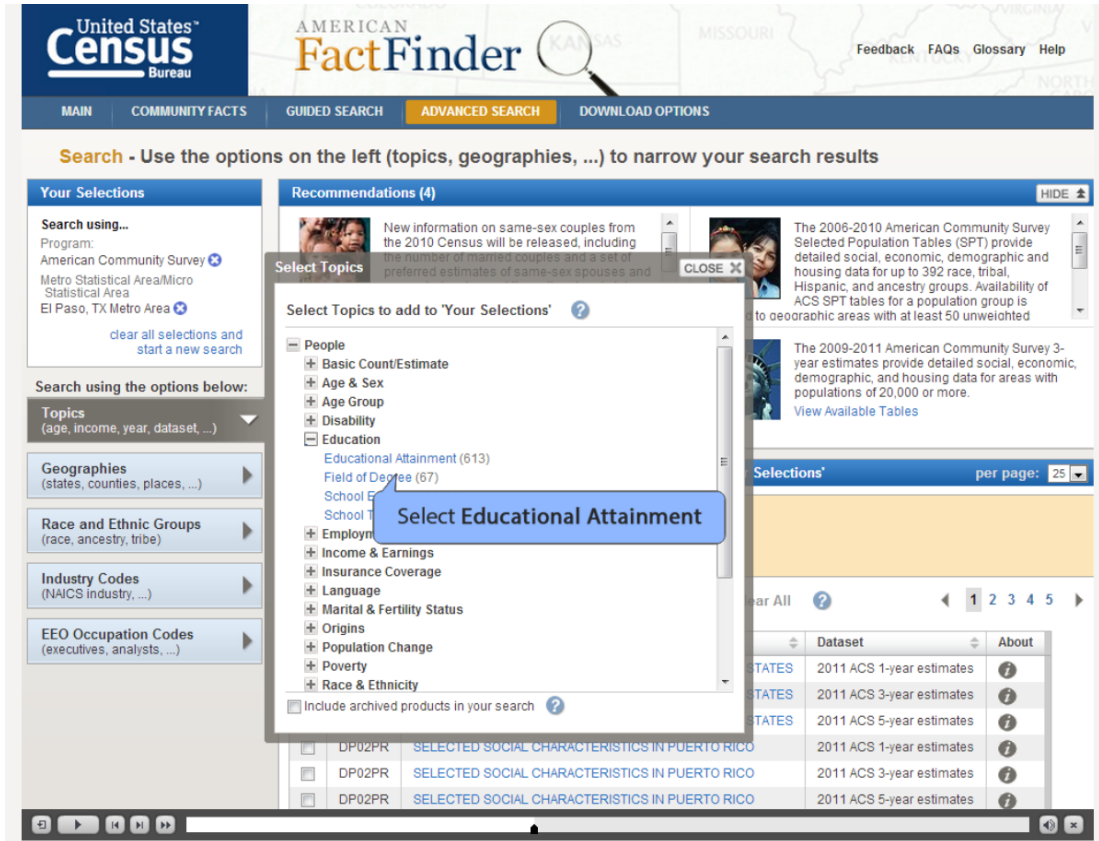 United States™
Census
Bureau
AMERICAN
FactFinder
KANSAS
MISSOURI
KENTUCKY
VIRGINIA
NORTH
Feedback FAQs Glossary Help
MAIN COMMUNITY FACTS GUIDED SEARCH ADVANCED SEARCH DOWNLOAD OPTIONS
Search - Use the options on the left (topics, geographies, ...) to narrow your search results
Your Selections
Search using...
Program:
American Community Survey
Metro Statistical Area/Micro
Statistical Area
El Paso, TX Metro Area
clear all selections and
start a new search
Search using the options below:
Topics
(age, income, year, dataset, ...)
Geographies
(states, counties, places, ...)
Race and Ethnic Groups
(race, ancestry, tribe)
Industry Codes
(NAICS industry, ...)
EEO Occupation Codes
(executives, analysts, ...)
Recommendations (4)
HIDE
New information on same-sex couples from
the 2010 Census will be released, including
the number of married couples and a set of
preferred estimates of same-sex spouses and
The 2006-2010 American Community Survey
Selected Population Tables (SPT) provide
detailed social, economic, demographic and
housing data for up to 392 race, tribal,
Hispanic, and ancestry groups. Availability of
ACS SPT tables for a population group is
to geographic areas with at least 50 unweighted
The 2009-2011 American Community Survey 3-
year estimates provide detailed social, economic,
demographic, and housing data for areas with
populations of 20,000 or more.
View Available Tables
Select Topics
CLOSE X
Select Topics to add to 'Your Selections' ?
People
Basic Count/Estimate
Age & Sex
Age Group
Disability
Education
Educational Attainment (613)
Field of Degree (67)
School E
School T
Select Educational Attainment
Employm
Income & Earnings
Insurance Coverage
Language
Marital & Fertility Status
Origins
Population Change
Poverty
Race & Ethnicity
Include archived products in your search ?
Selections'
per page: 25
ear All ?
1 2 3 4 5
Dataset About
STATES 2011 ACS 1-year estimates
STATES 2011 ACS 3-year estimates
STATES 2011 ACS 5-year estimates
DP02PR SELECTED SOCIAL CHARACTERISTICS IN PUERTO RICO 2011 ACS 1-year estimates
DP02PR SELECTED SOCIAL CHARACTERISTICS IN PUERTO RICO 2011 ACS 3-year estimates
DP02PR SELECTED SOCIAL CHARACTERISTICS IN PUERTO RICO 2011 ACS 5-year estimates